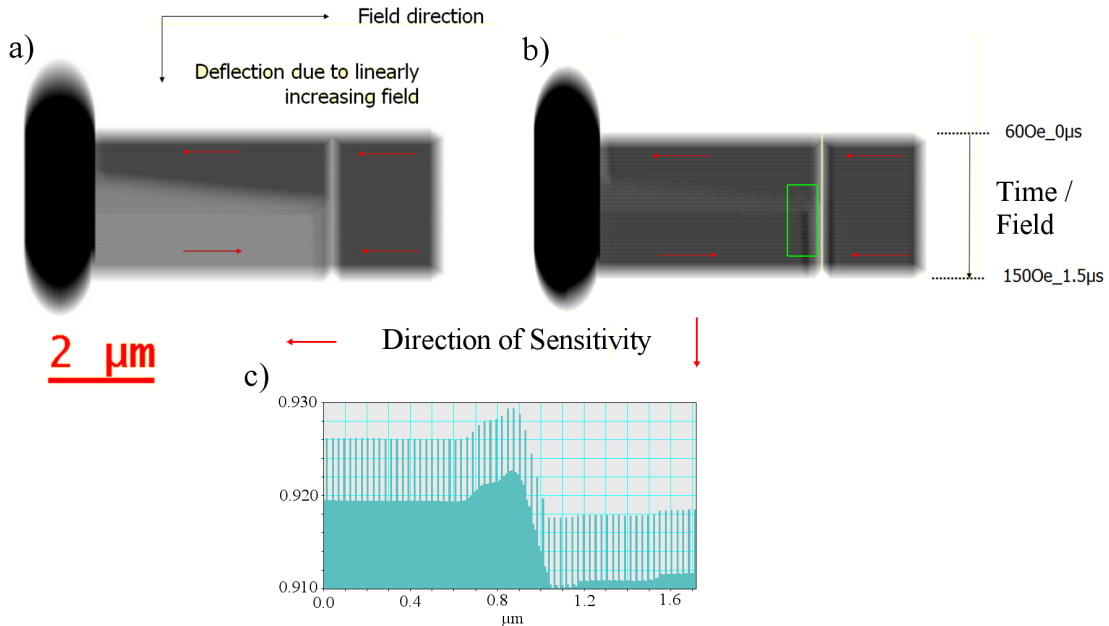 Field direction
a)
b)
Deflection due to linearly
increasing field
60Oe_0µs
Time /
Field
150Oe_1.5µs
Direction of Sensitivity
2 µm
c)
0.930
0.920
0.910
0.0 0.4 0.8 1.2 1.6
µm